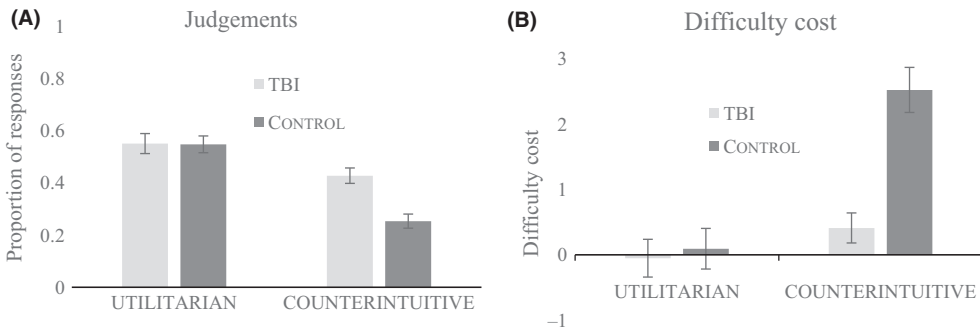 (A)
Judgements
Proportion of responses
1
0.8
0.6
0.4
0.2
0
TBI
CONTROL
UTILITARIAN
COUNTERINTUITIVE
(B)
Difficulty cost
Difficulty cost
3
2
1
0
–1
TBI
CONTROL
UTILITARIAN
COUNTERINTUITIVE